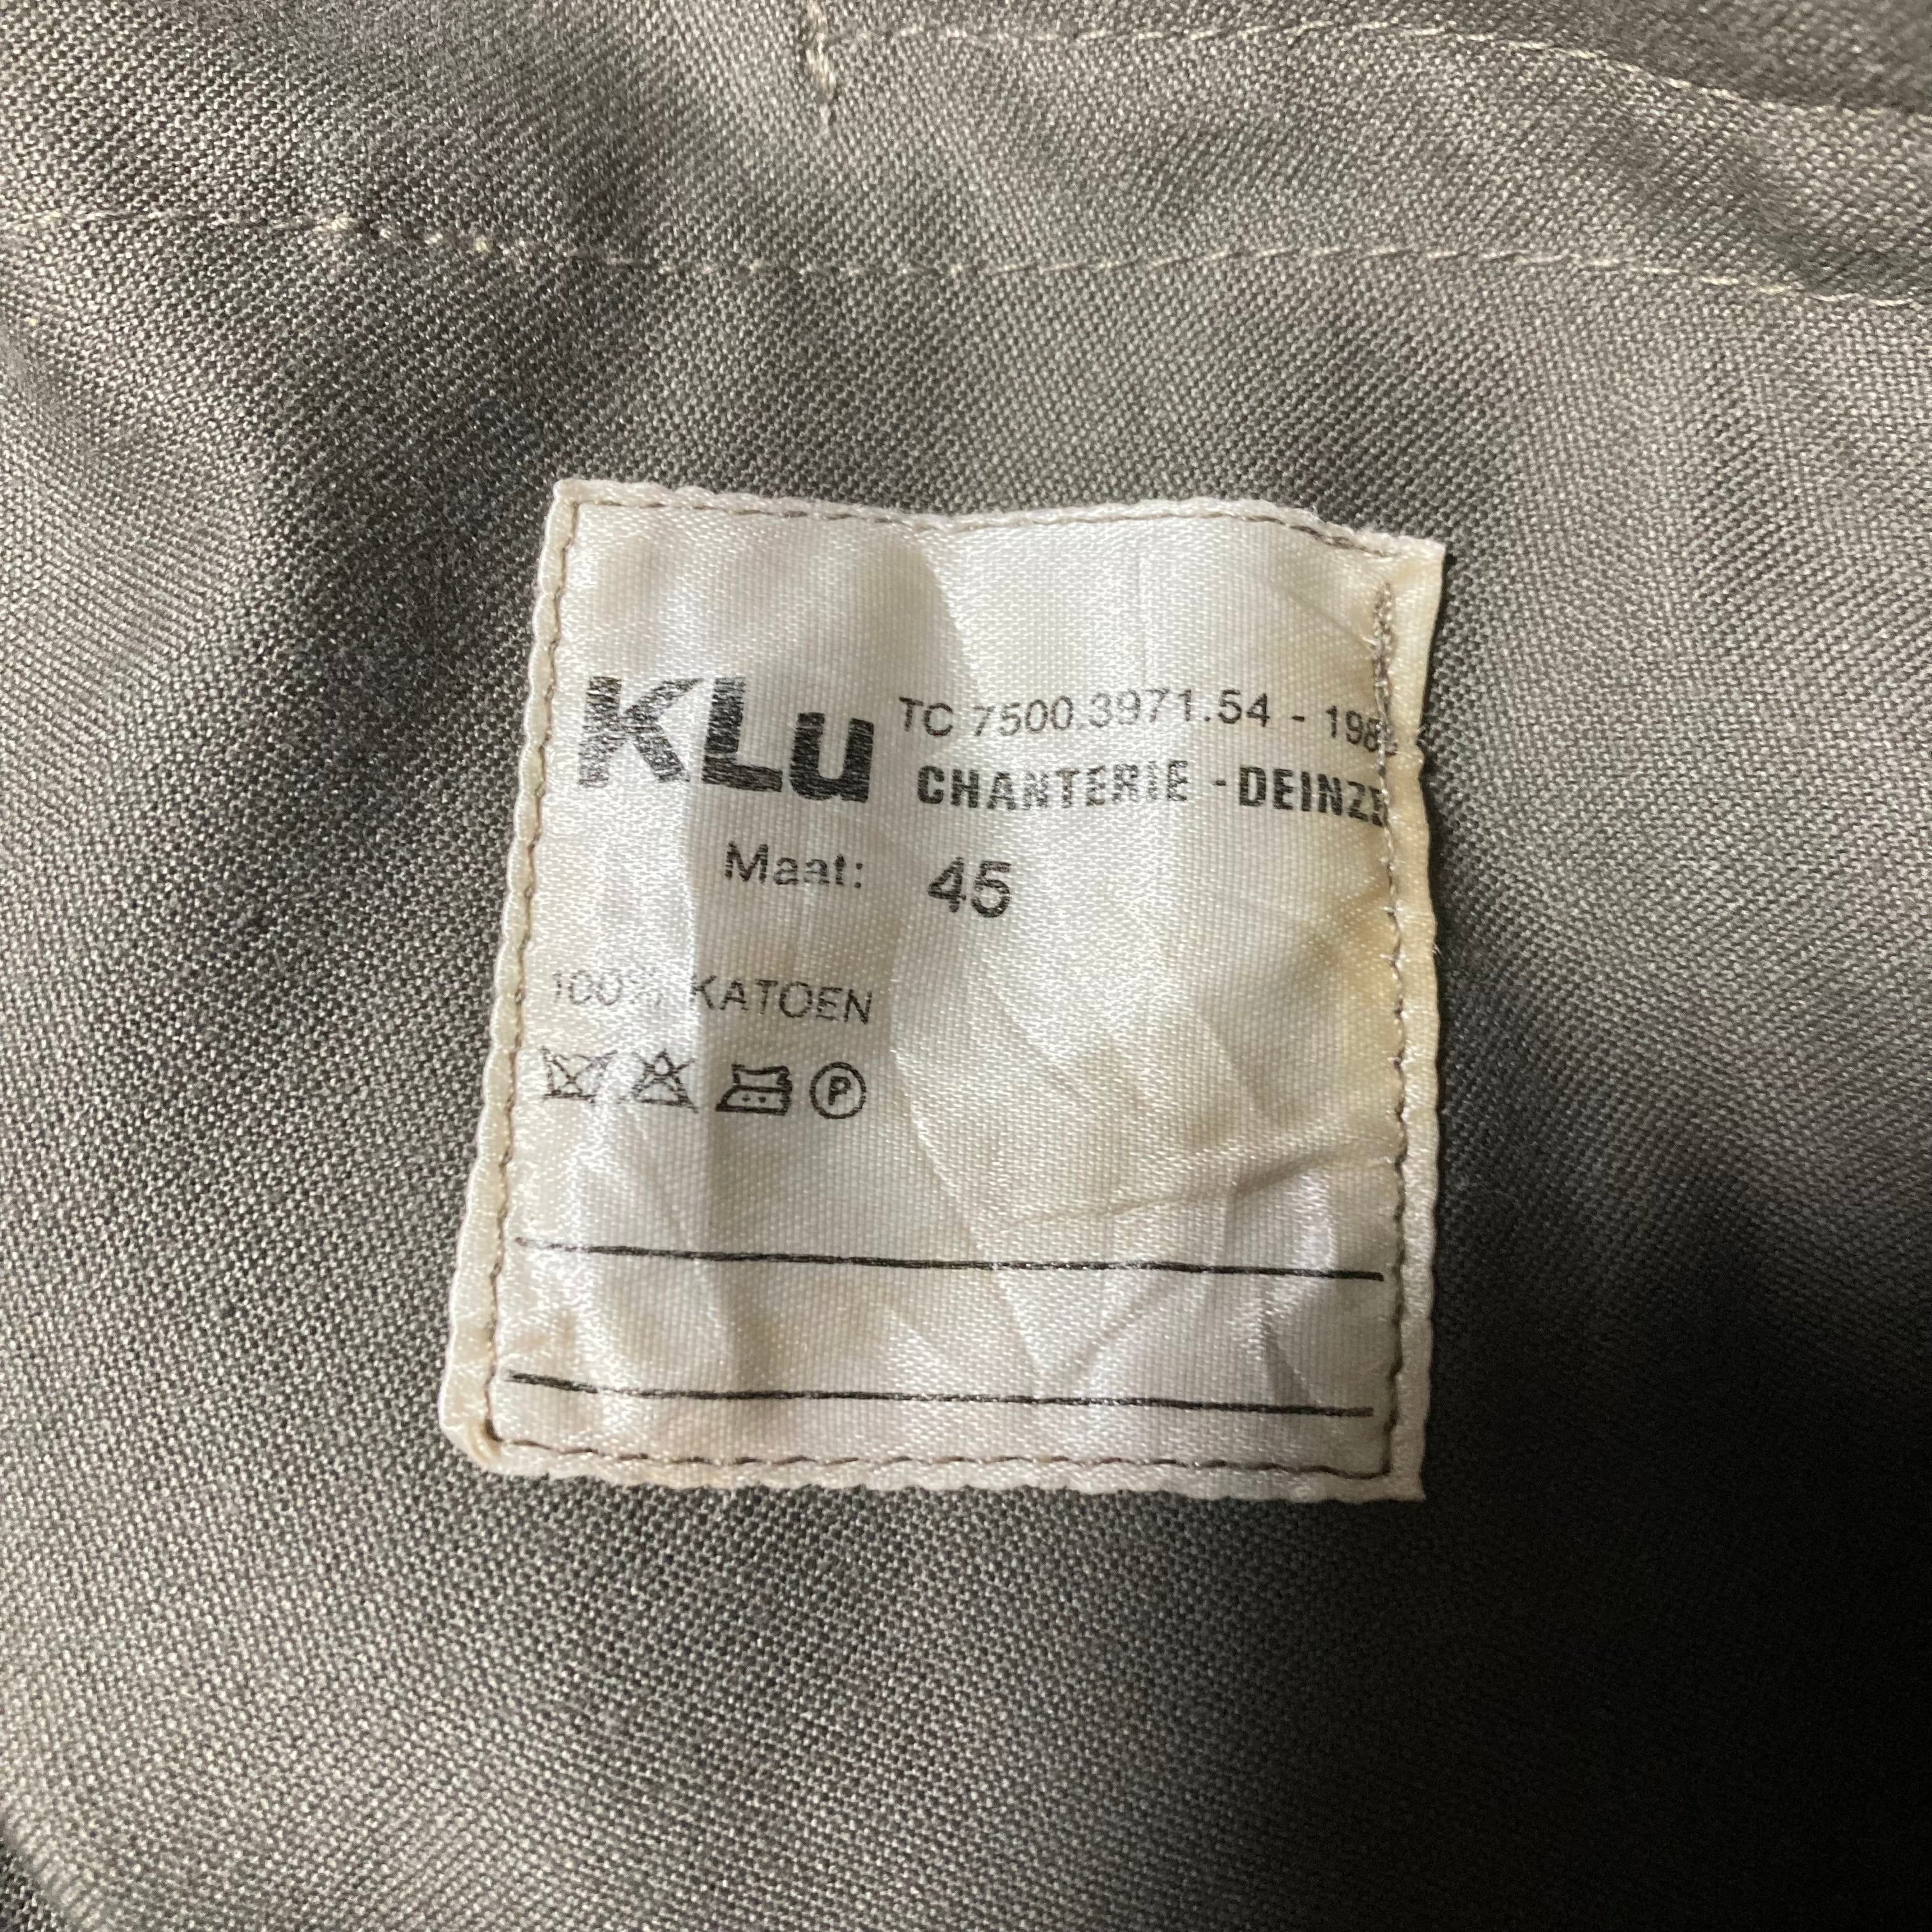 KLu TC 7500.3971.54 - 198
CHANTERIE - DEINZE
Maat: 45
100% KATOEN
P